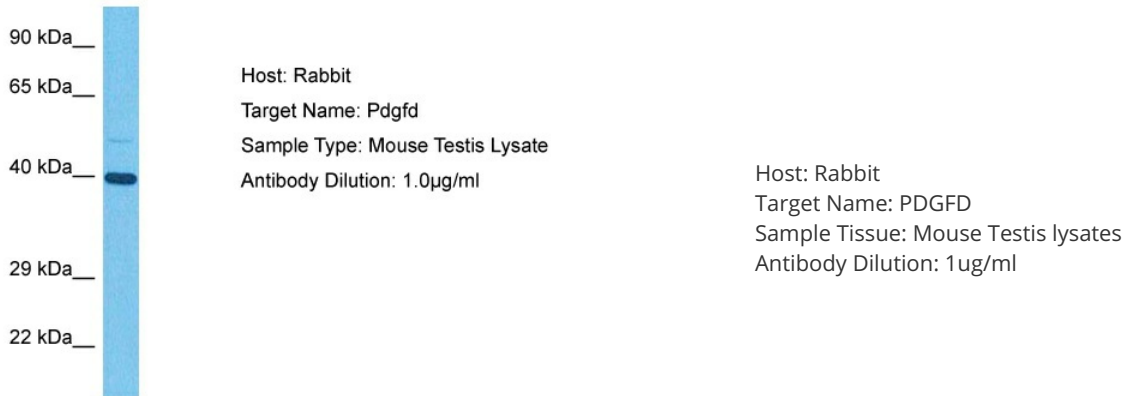 90 kDa__
65 kDa__
40 kDa__
29 kDa__
22 kDa__
Host: Rabbit
Target Name: Pdgfd
Sample Type: Mouse Testis Lysate
Antibody Dilution: 1.0µg/ml
Host: Rabbit
Target Name: PDGFD
Sample Tissue: Mouse Testis lysates
Antibody Dilution: 1ug/ml